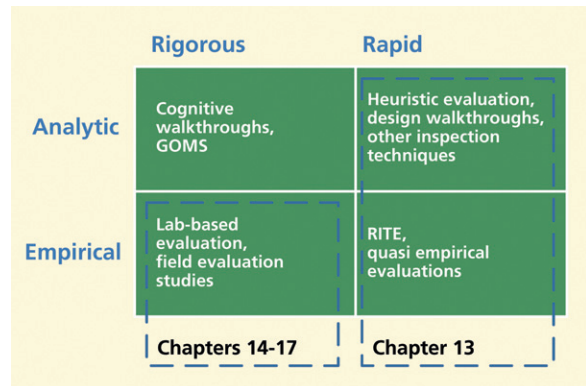 Rigorous
Rapid
Analytic
Cognitive
walkthroughs,
GOMS
Heuristic evaluation,
design walkthroughs,
other inspection
techniques
Empirical
Lab-based
evaluation,
field evaluation
studies
RITE,
quasi empirical
evaluations
Chapters 14-17
Chapter 13